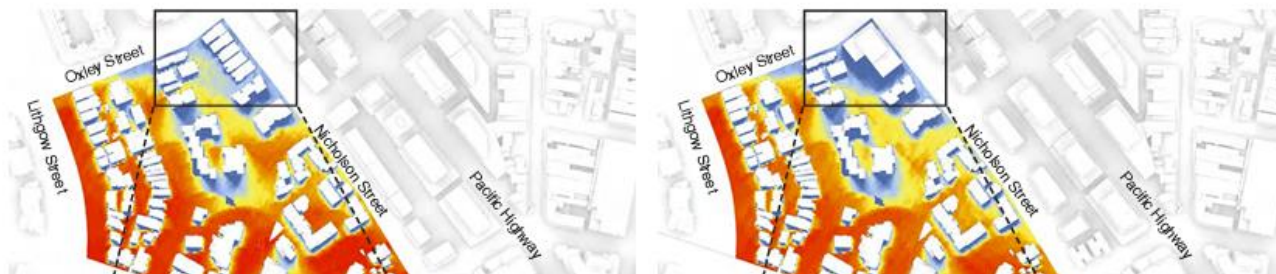 Oxley Street
Lithgow Street
Nicholson Street
Pacific Highway
Oxley Street
Lithgow Street
Nicholson Street
Pacific Highway